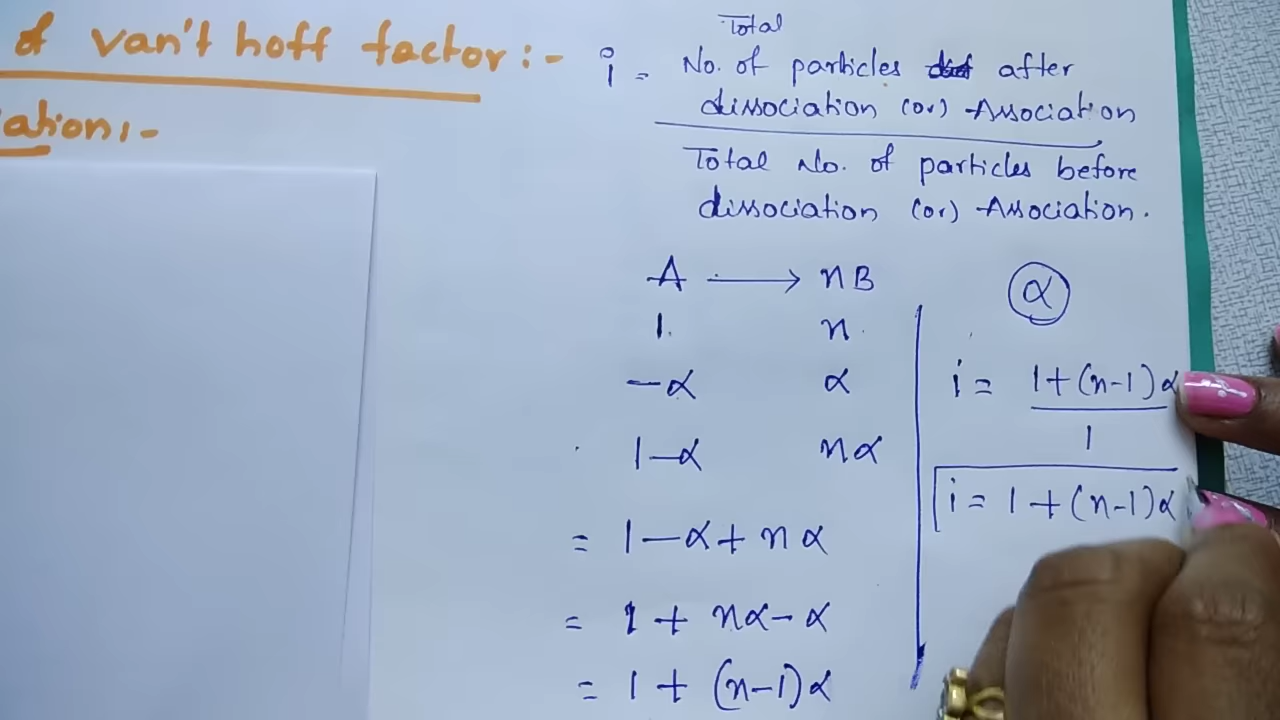 of van't hoff factor :-
ation :-
i =
Total
No. of particles after
dissociation (or) Association
Total No. of particles before
dissociation (or) Association.
A ⟶ nB
1. n.
-α α
1-α nα
= 1-α+nα
= 1 + nα-α
= 1 + (n-1)α
α
i = 1+(n-1)α
1
i = 1+(n-1)α